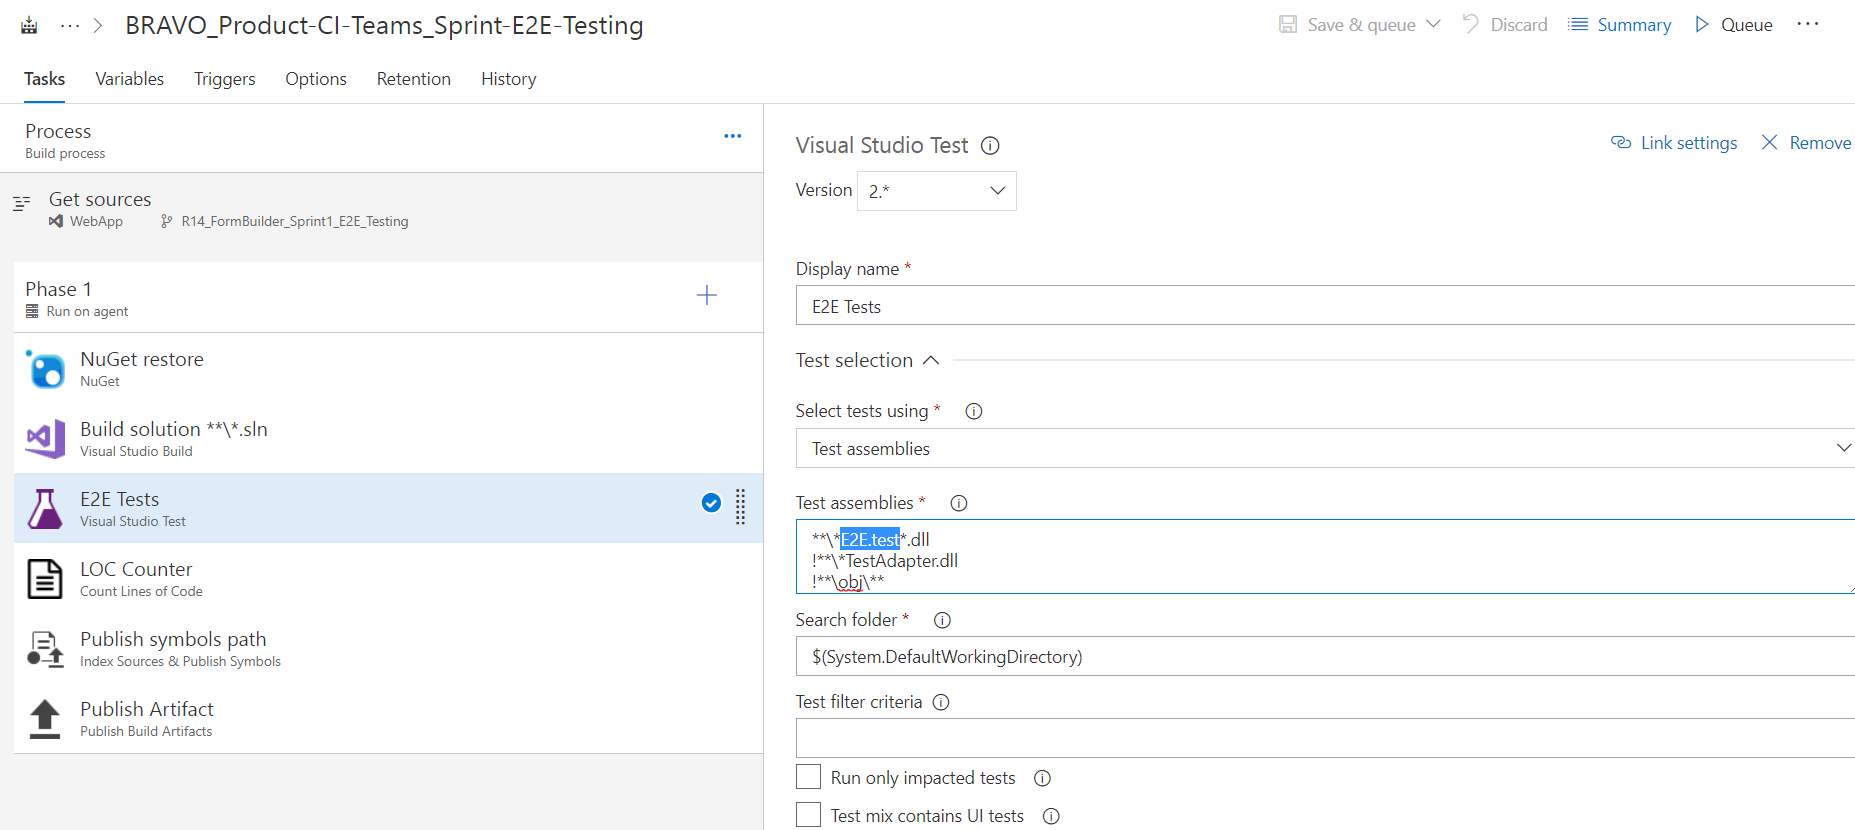 ··· > BRAVO_Product-CI-Teams_Sprint-E2E-Testing
Save & queue Discard Summary Queue ···
Tasks Variables Triggers Options Retention History
Process
Build process
Get sources
WebApp R14_FormBuilder_Sprint1_E2E_Testing
Phase 1
Run on agent
NuGet restore
NuGet
Build solution **\*.sln
Visual Studio Build
E2E Tests
Visual Studio Test
LOC Counter
Count Lines of Code
Publish symbols path
Index Sources & Publish Symbols
Publish Artifact
Publish Build Artifacts
Visual Studio Test
Link settings Remove
Version 2.*
Display name *
E2E Tests
Test selection
Select tests using *
Test assemblies
Test assemblies *
**\*E2E.test*.dll
!**\*TestAdapter.dll
!**\obj\**
Search folder *
$(System.DefaultWorkingDirectory)
Test filter criteria
Run only impacted tests
Test mix contains UI tests